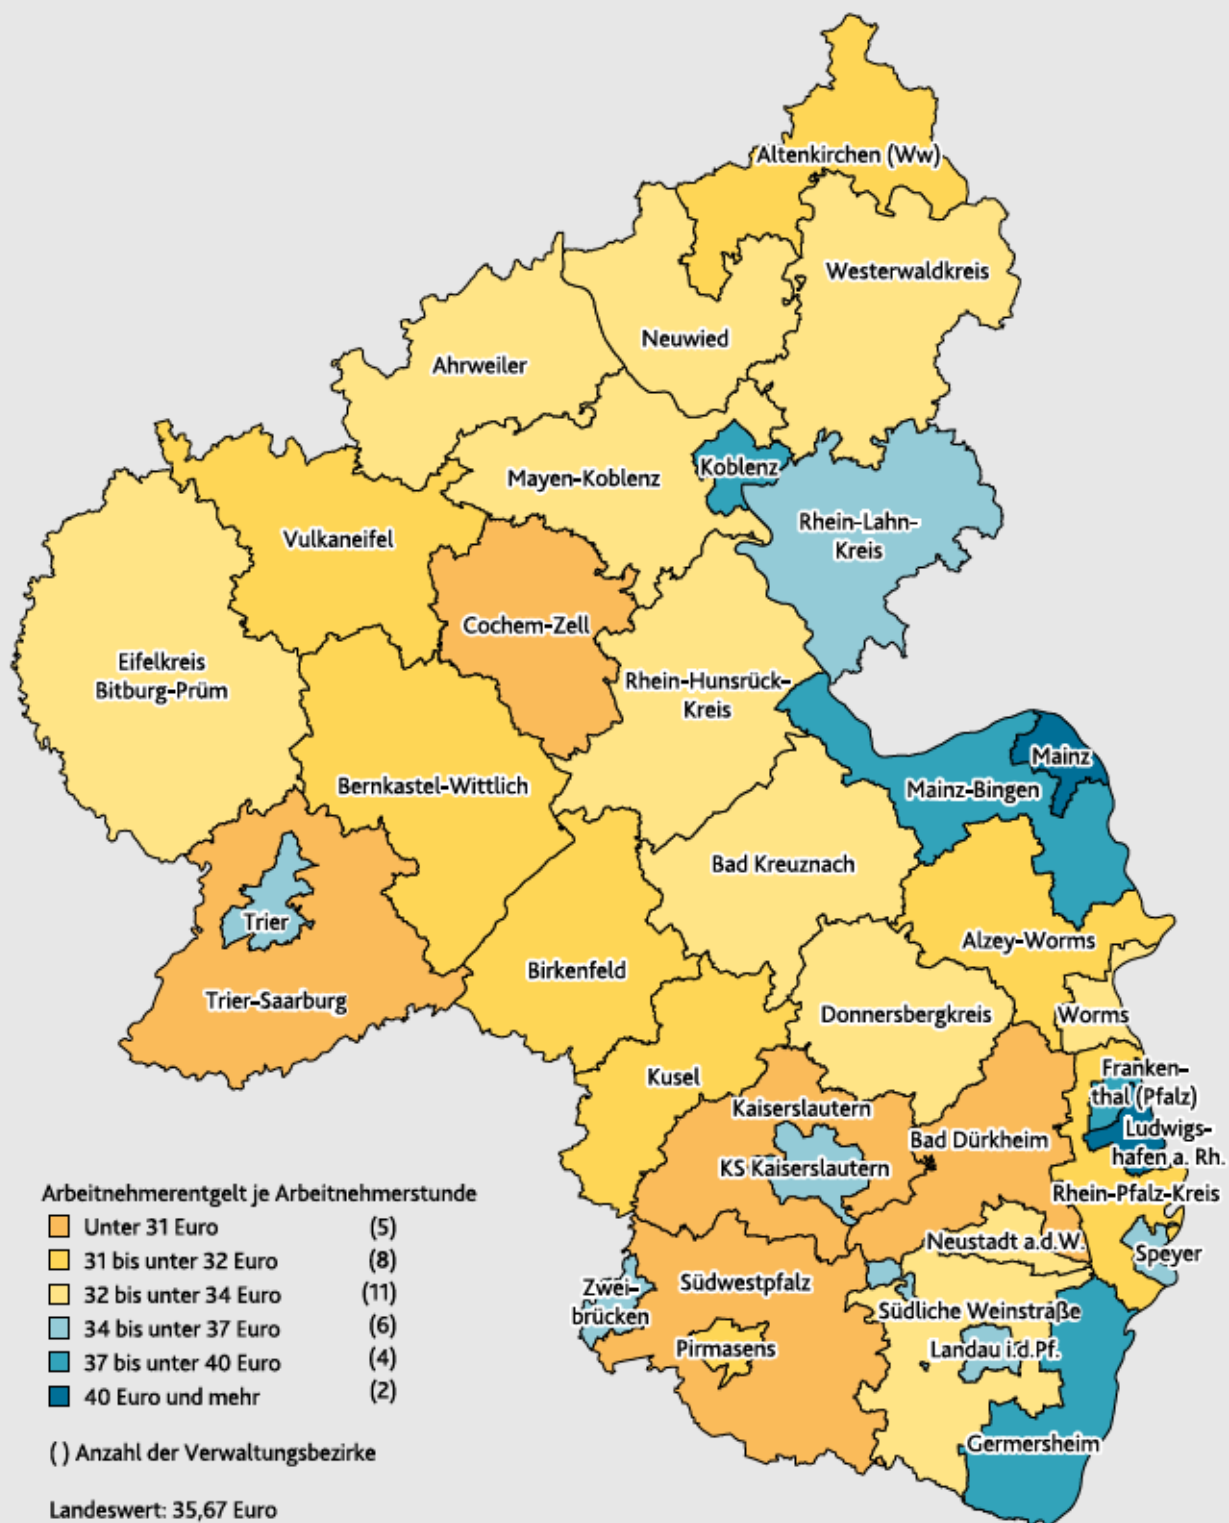 Altenkirchen (Ww)
Westerwaldkreis
Neuwied
Ahrweiler
Koblenz
Mayen-Koblenz
Rhein-Lahn-
Kreis
Vulkaneifel
Cochem-Zell
Eifelkreis
Bitburg-Prüm
Rhein-Hunsrück-
Kreis
Mainz
Bernkastel-Wittlich
Mainz-Bingen
Bad Kreuznach
Trier
Alzey-Worms
Birkenfeld
Trier-Saarburg
Donnersbergkreis
Worms
Kusel
Franken-
thal (Pfalz)
Kaiserslautern
Ludwigs-
hafen a. Rh.
Bad Dürkheim
KS Kaiserslautern
Rhein-Pfalz-Kreis
Neustadt a.d.W.
Speyer
Südwestpfalz
Zwei-
brücken
Südliche Weinstraße
Pirmasens
Landau i.d.Pf.
Germersheim
Arbeitnehmerentgelt je Arbeitnehmerstunde
Unter 31 Euro (5)
31 bis unter 32 Euro (8)
32 bis unter 34 Euro (11)
34 bis unter 37 Euro (6)
37 bis unter 40 Euro (4)
40 Euro und mehr (2)
( ) Anzahl der Verwaltungsbezirke
Landeswert: 35,67 Euro